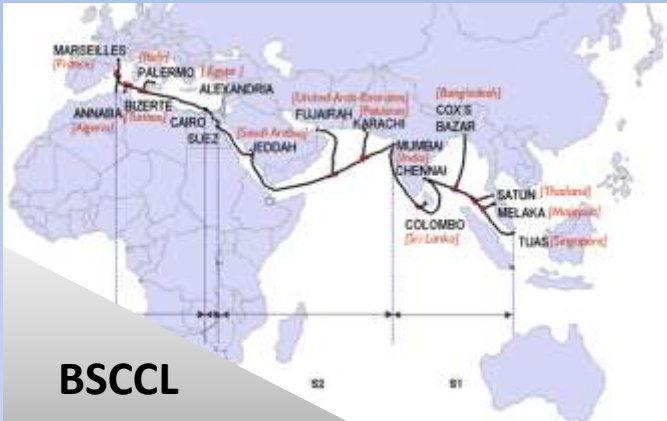 MARSEILLES
[France]
[Italy]
PALERMO
[Egypt]
ALEXANDRIA
ANNABA
[Algeria]
BIZERTE
[Tunisia]
CAIRO
SUEZ
[Saudi Arabia]
JEDDAH
[United Arab Emirates]
FUJAIRAH
[Pakistan]
KARACHI
MUMBAI
[India]
CHENNAI
[Bangladesh]
COX'S
BAZAR
COLOMBO
[Sri Lanka]
SATUN [Thailand]
MELAKA [Malaysia]
TUAS [Singapore]
S2
S1
BSCCL